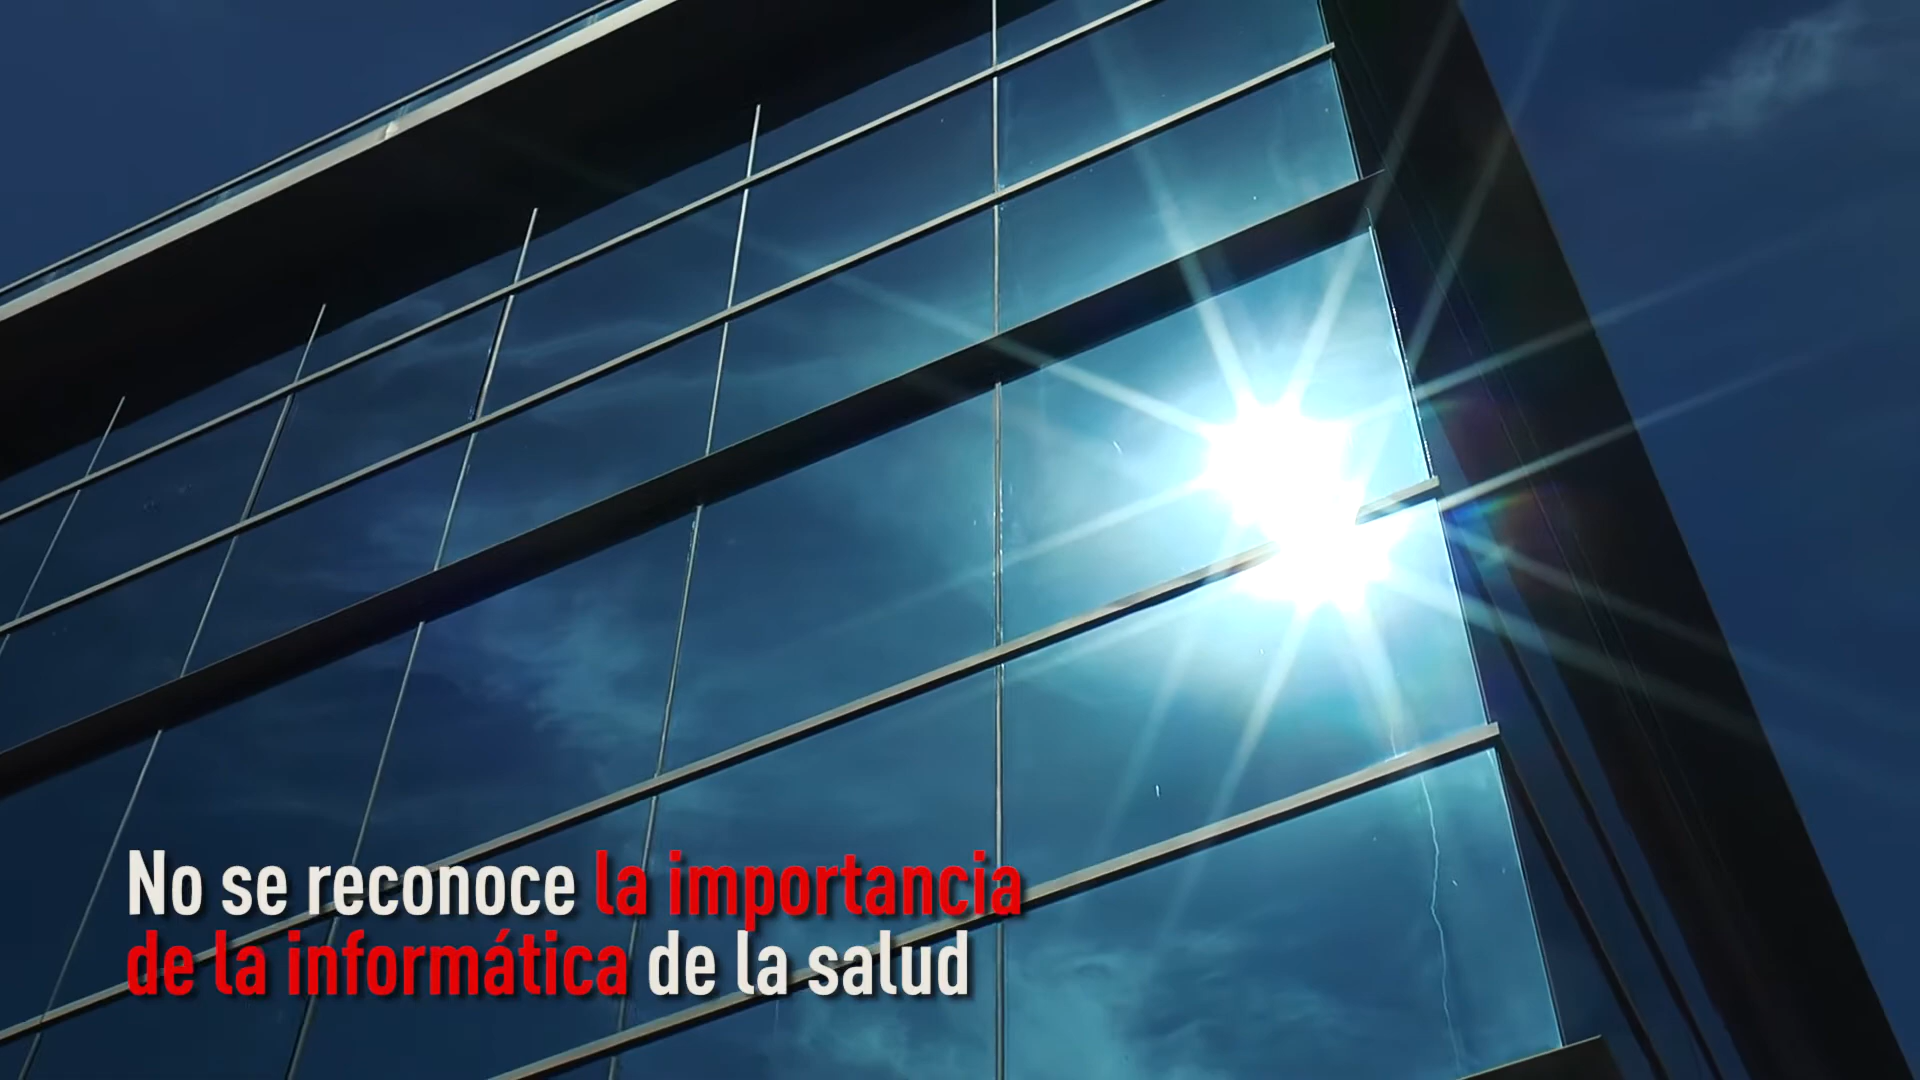 No se reconoce la importancia
de la informática de la salud